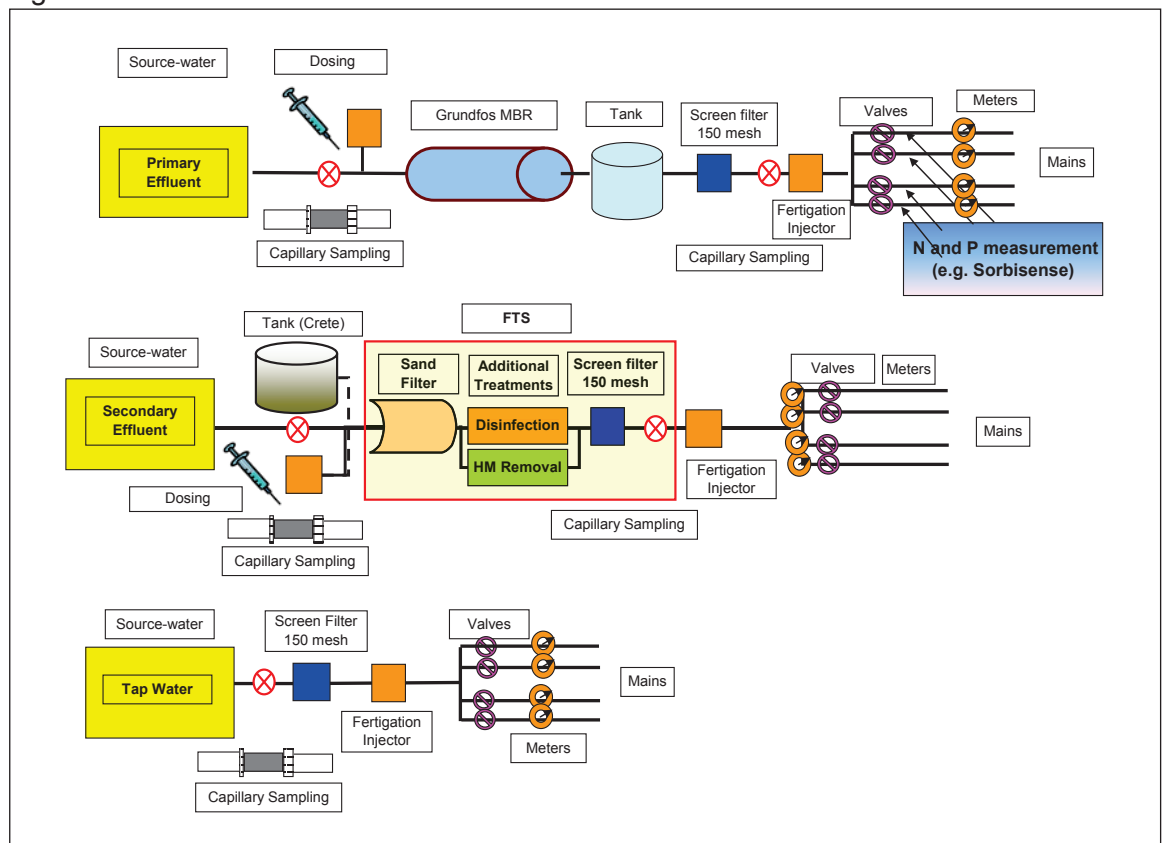 Source-water
Dosing
Grundfos MBR
Tank
Screen filter
150 mesh
Valves
Meters
Primary
Effluent
Mains
Capillary Sampling
Capillary Sampling
Fertigation
Injector
N and P measurement
(e.g. Sorbisense)
Source-water
Tank (Crete)
FTS
Sand
Filter
Additional
Treatments
Screen filter
150 mesh
Valves
Meters
Secondary
Effluent
Disinfection
HM Removal
Mains
Dosing
Fertigation
Injector
Capillary Sampling
Capillary Sampling
Source-water
Screen Filter
150 mesh
Valves
Tap Water
Mains
Fertigation
Injector
Meters
Capillary Sampling